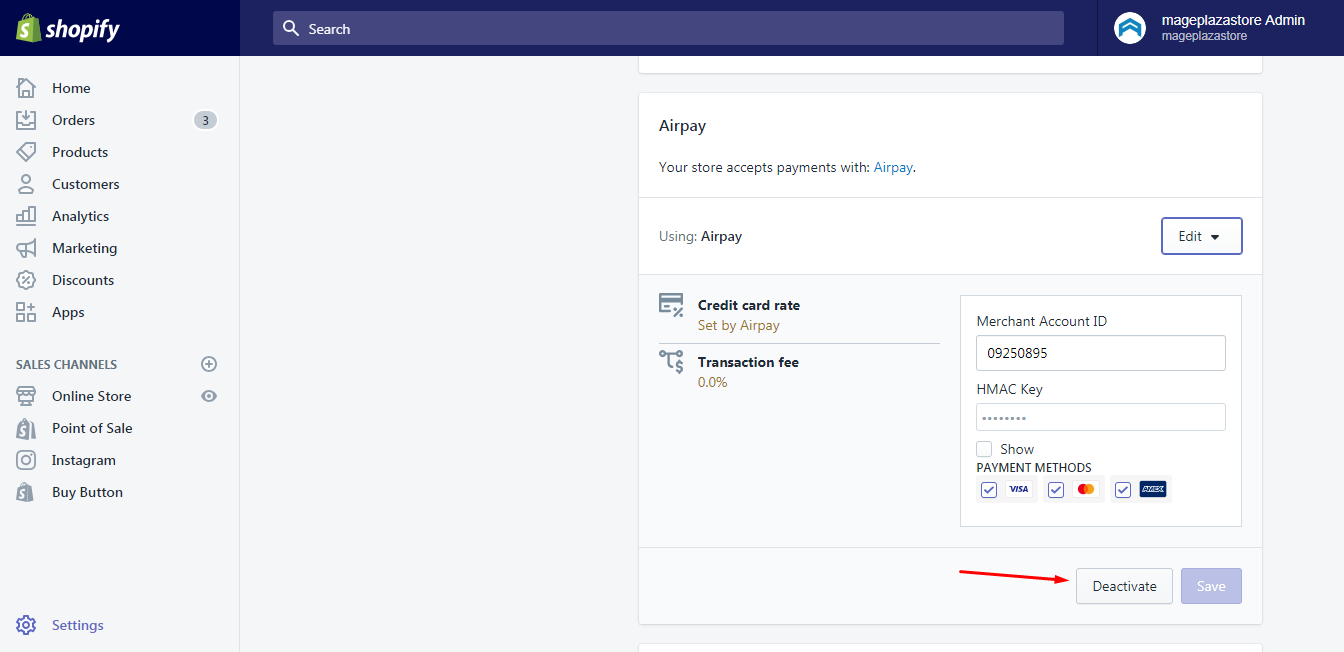 shopify
Search
mageplazastore Admin
mageplazastore
Home
Orders 3
Products
Customers
Analytics
Marketing
Discounts
Apps
SALES CHANNELS
Online Store
Point of Sale
Instagram
Buy Button
Settings
Airpay
Your store accepts payments with: Airpay.
Using: Airpay
Edit
Credit card rate
Set by Airpay
Transaction fee
0.0%
Merchant Account ID
09250895
HMAC Key
••••••••
Show
PAYMENT METHODS
VISA
AMEX
Deactivate
Save